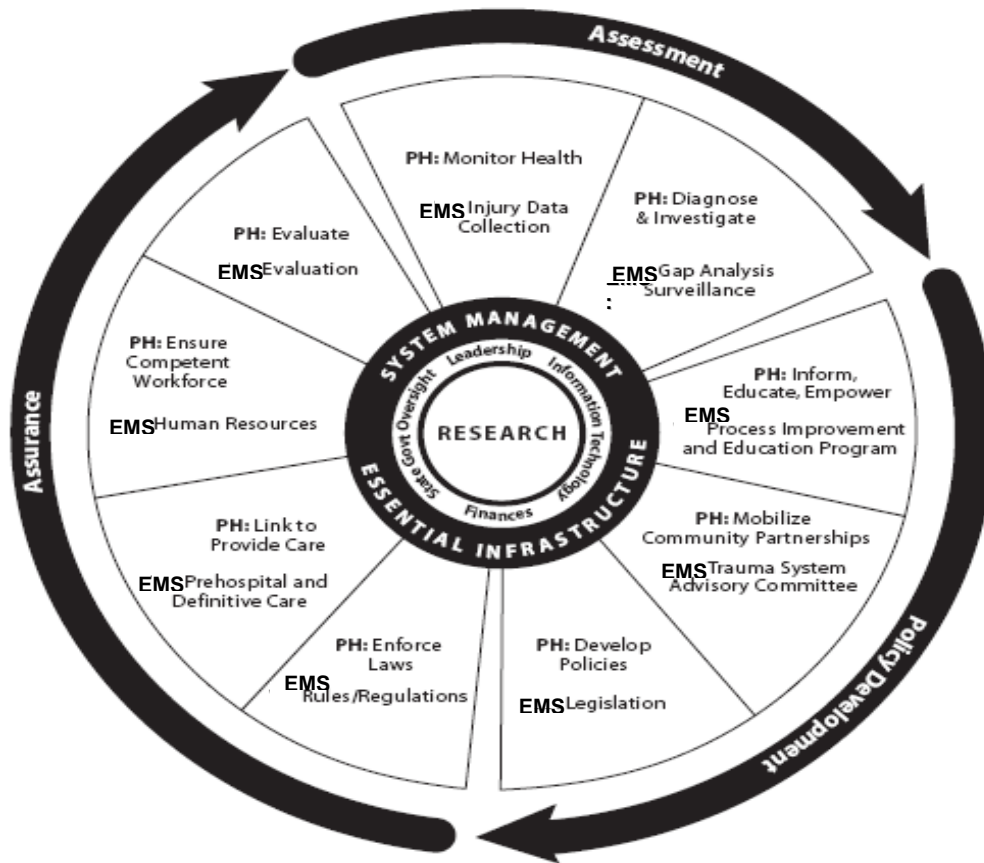 Assessment
PH: Monitor Health
EMS Injury Data
Collection
PH: Diagnose
& Investigate
EMS Gap Analysis
: Surveillance
Policy Development
PH: Inform,
Educate, Empower
EMS
Process Improvement
and Education Program
PH: Mobilize
Community Partnerships
EMS Trauma System
Advisory Committee
PH: Develop
Policies
EMS Legislation
Assurance
PH: Enforce
Laws
EMS
Rules/Regulations
PH: Link to
Provide Care
EMS Prehospital and
Definitive Care
PH: Ensure
Competent
Workforce
EMS Human Resources
PH: Evaluate
EMS Evaluation
SYSTEM MANAGEMENT
ESSENTIAL INFRASTRUCTURE
Leadership
Information Technology
Finances
State Govt Oversight
RESEARCH